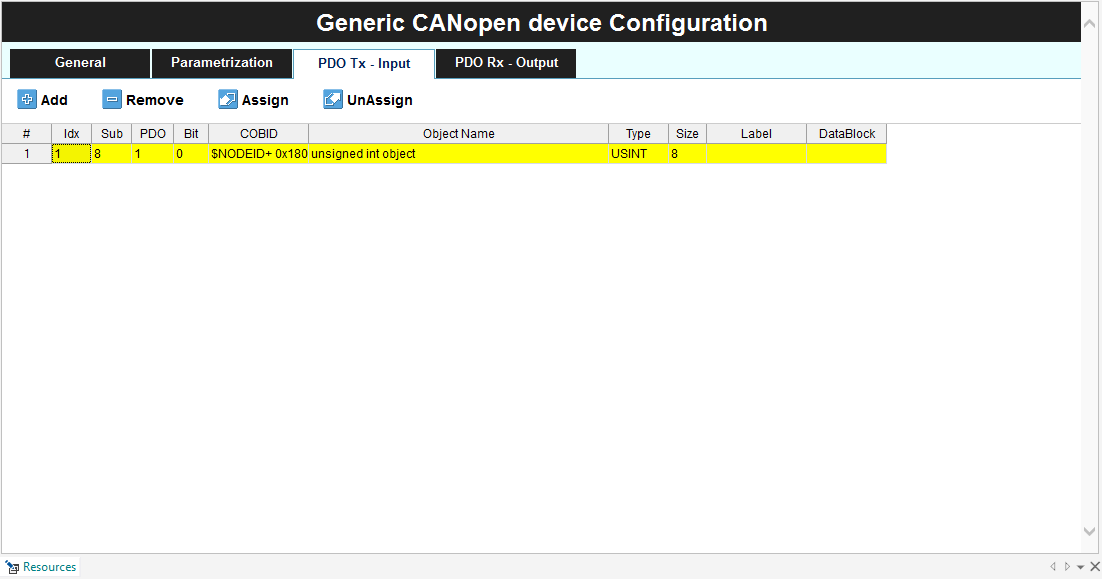 Generic CANopen device Configuration
General Parametrization PDO Tx - Input PDO Rx - Output
Add Remove Assign UnAssign
# Idx Sub PDO Bit COBID Object Name Type Size Label DataBlock
1 1 8 1 0 $NODEID+ 0x180 unsigned int object USINT 8
Resources